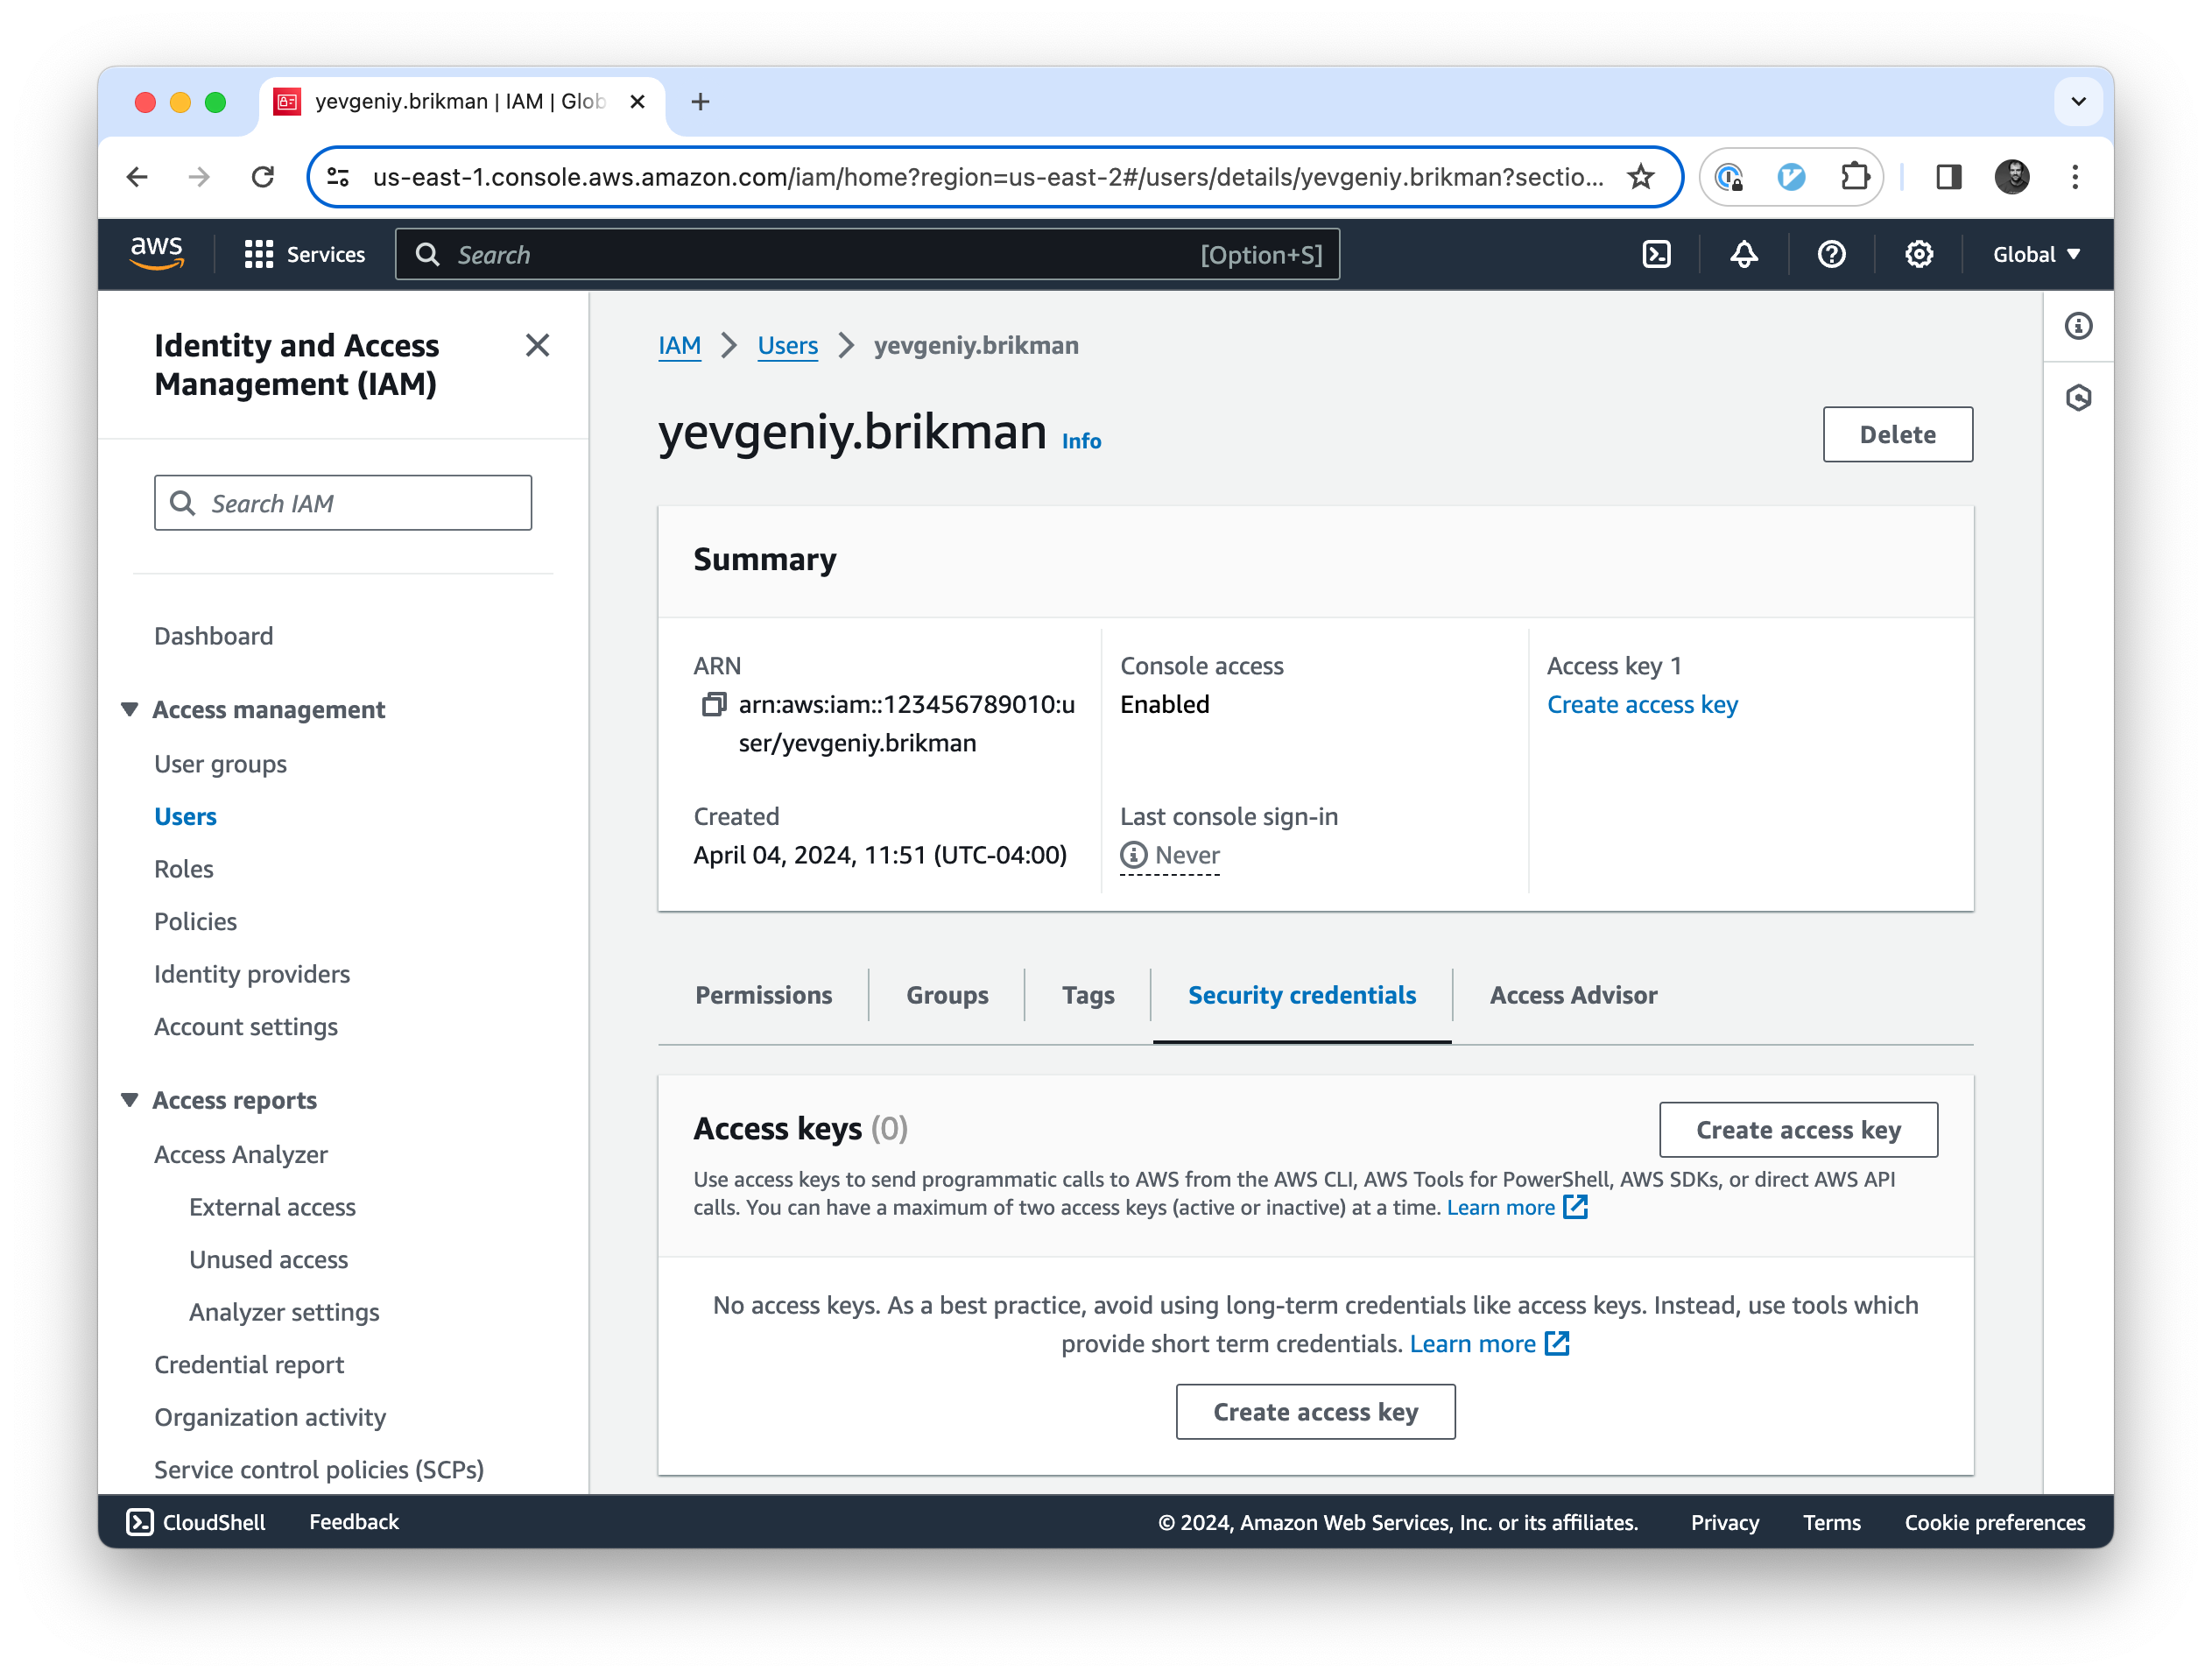 yevgeniy.brikman | IAM | Glob
us-east-1.console.aws.amazon.com/iam/home?region=us-east-2#/users/details/yevgeniy.brikman?sectio...
aws
Services
Search
[Option+S]
Global
Identity and Access
Management (IAM)
Search IAM
Dashboard
Access management
User groups
Users
Roles
Policies
Identity providers
Account settings
Access reports
Access Analyzer
External access
Unused access
Analyzer settings
Credential report
Organization activity
Service control policies (SCPs)
IAM > Users > yevgeniy.brikman
yevgeniy.brikman Info
Delete
Summary
ARN
arn:aws:iam::123456789010:u
ser/yevgeniy.brikman
Console access
Enabled
Access key 1
Create access key
Created
April 04, 2024, 11:51 (UTC-04:00)
Last console sign-in
Never
Permissions
Groups
Tags
Security credentials
Access Advisor
Access keys (0)
Create access key
Use access keys to send programmatic calls to AWS from the AWS CLI, AWS Tools for PowerShell, AWS SDKs, or direct AWS API
calls. You can have a maximum of two access keys (active or inactive) at a time. Learn more
No access keys. As a best practice, avoid using long-term credentials like access keys. Instead, use tools which
provide short term credentials. Learn more
Create access key
CloudShell
Feedback
© 2024, Amazon Web Services, Inc. or its affiliates.
Privacy
Terms
Cookie preferences